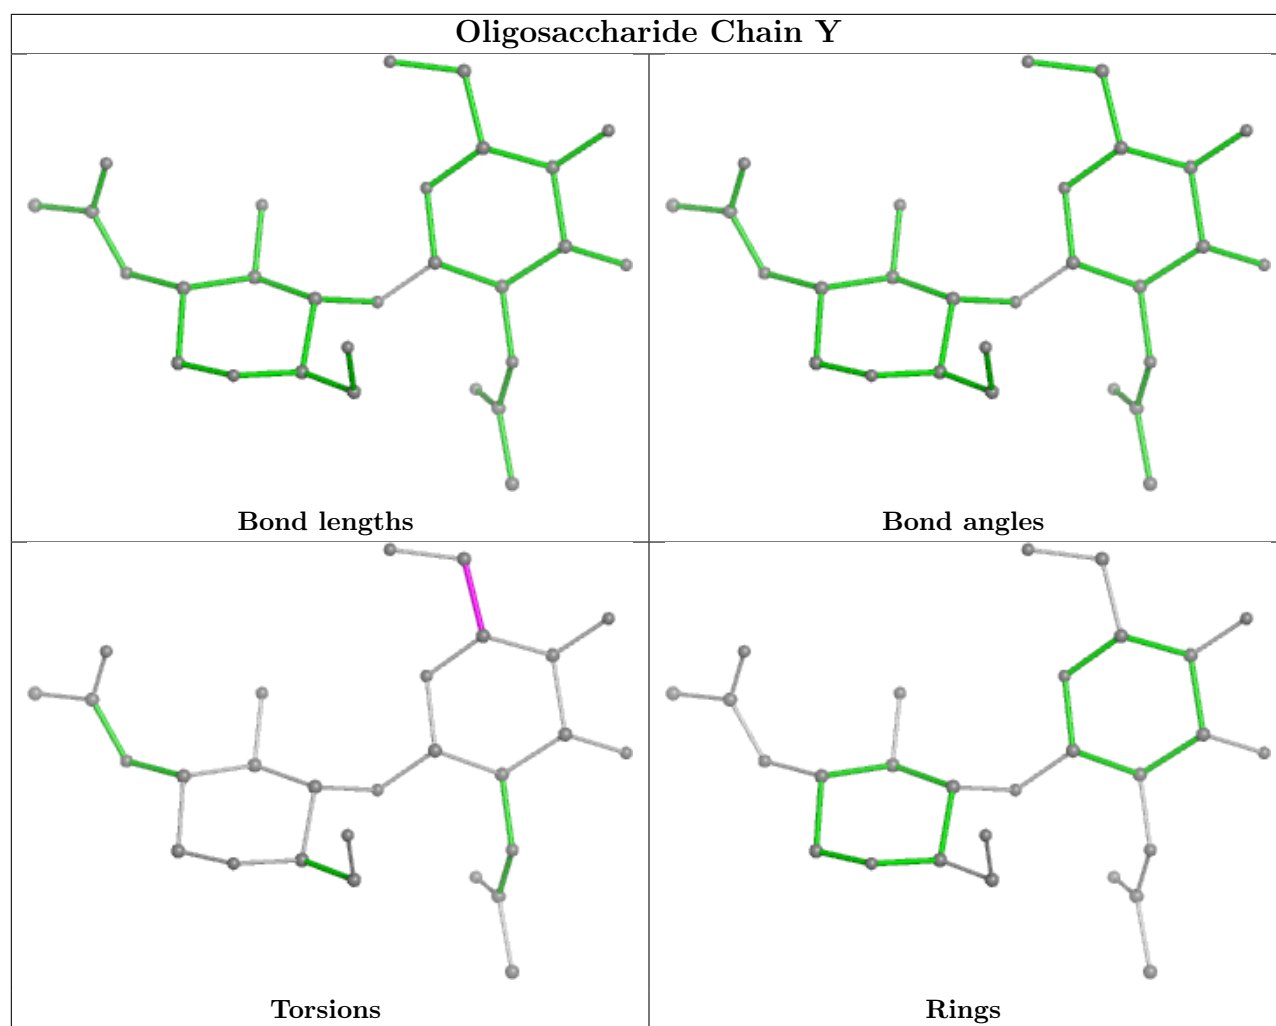 Oligosaccharide Chain Y
Bond lengths
Bond angles
Torsions
Rings